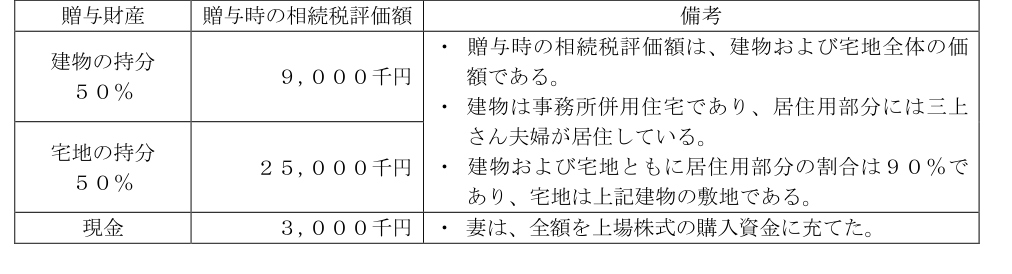 贈与財産 贈与時の相続税評価額 備考
建物の持分
５０％
９，０００千円
・ 贈与時の相続税評価額は、建物および宅地全体の価
額である。
・ 建物は事務所併用住宅であり、居住用部分には三上
さん夫婦が居住している。
・ 建物および宅地ともに居住用部分の割合は９０％で
あり、宅地は上記建物の敷地である。
宅地の持分
５０％
２５，０００千円
現金 ３，０００千円 ・ 妻は、全額を上場株式の購入資金に充てた。